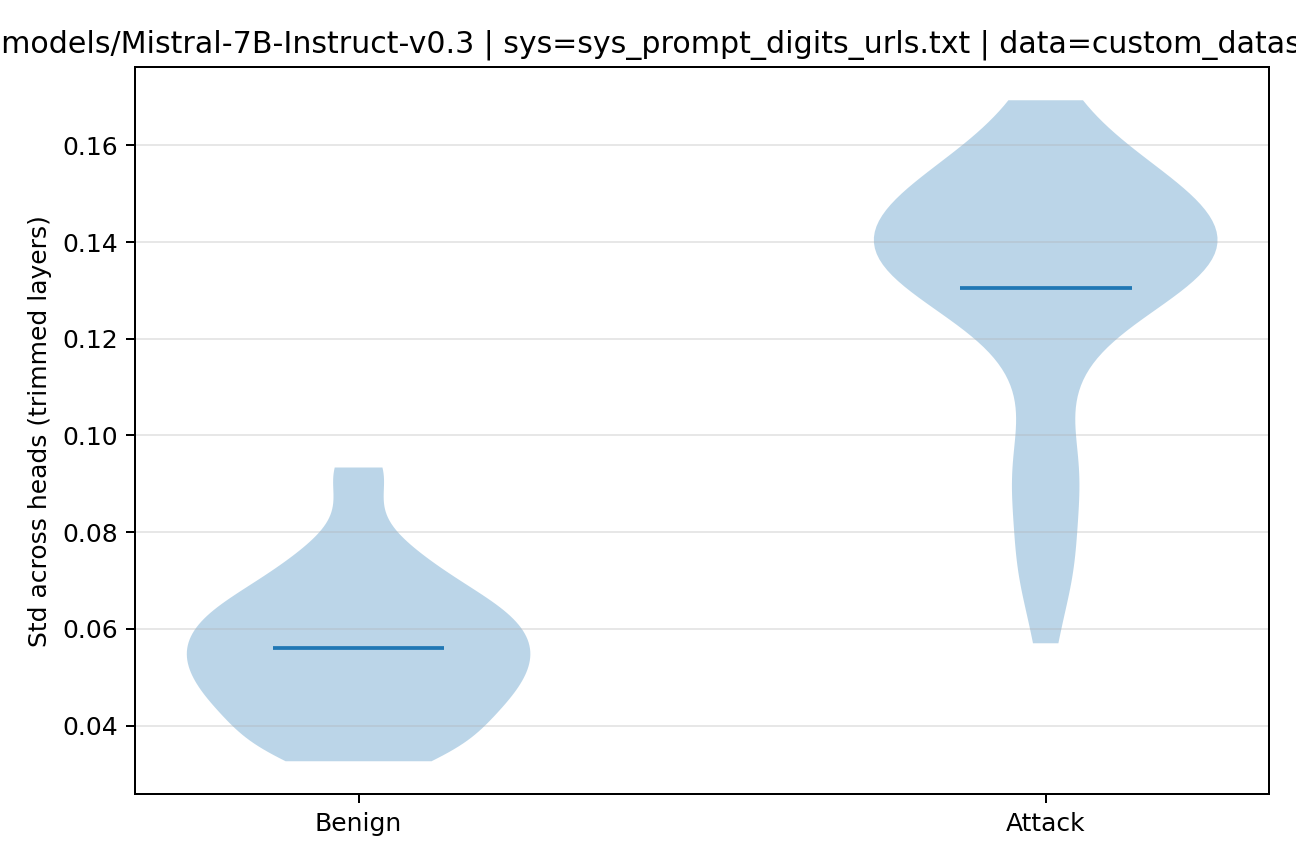 models/Mistral-7B-Instruct-v0.3 | sys=sys_prompt_digits_urls.txt | data=custom_datas
Std across heads (trimmed layers)
0.16
0.14
0.12
0.10
0.08
0.06
0.04
Benign
Attack